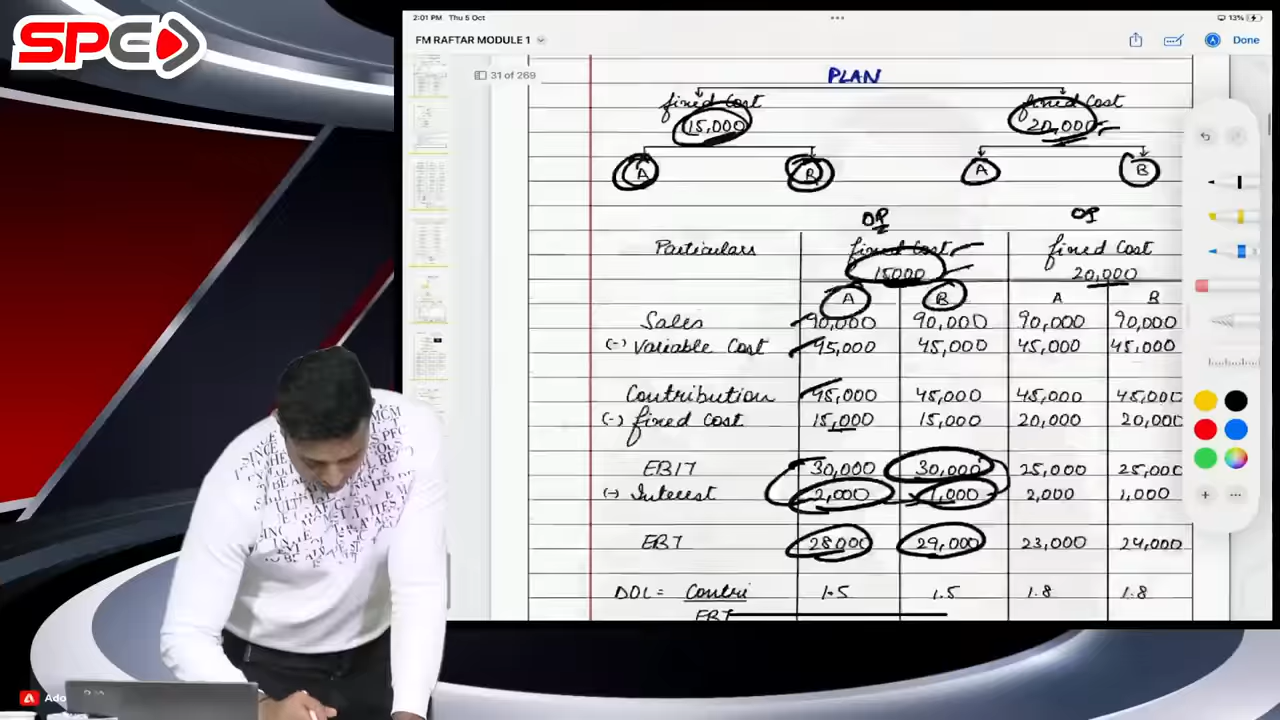 SPC
2:01 PM Thu 5 Oct
13%
FM RAFTAR MODULE 1
Done
31 of 269
PLAN
fixed Cost fixed Cost
15,000 20,000
A B A B
OP OP
Particulars fixed Cost fixed Cost
15000 20,000
A B A B
Sales 90,000 90,000 90,000 90,000
(-) Variable Cost 45,000 45,000 45,000 45,000
Contribution 45,000 45,000 45,000 45,000
(-) fixed Cost 15,000 15,000 20,000 20,000
EBIT 30,000 30,000 25,000 25,000
(-) Interest 2,000 1,000 2,000 1,000
EBT 28,000 29,000 23,000 24,000
DOL = Contri 1.5 1.5 1.8 1.8
SINCE
Ado